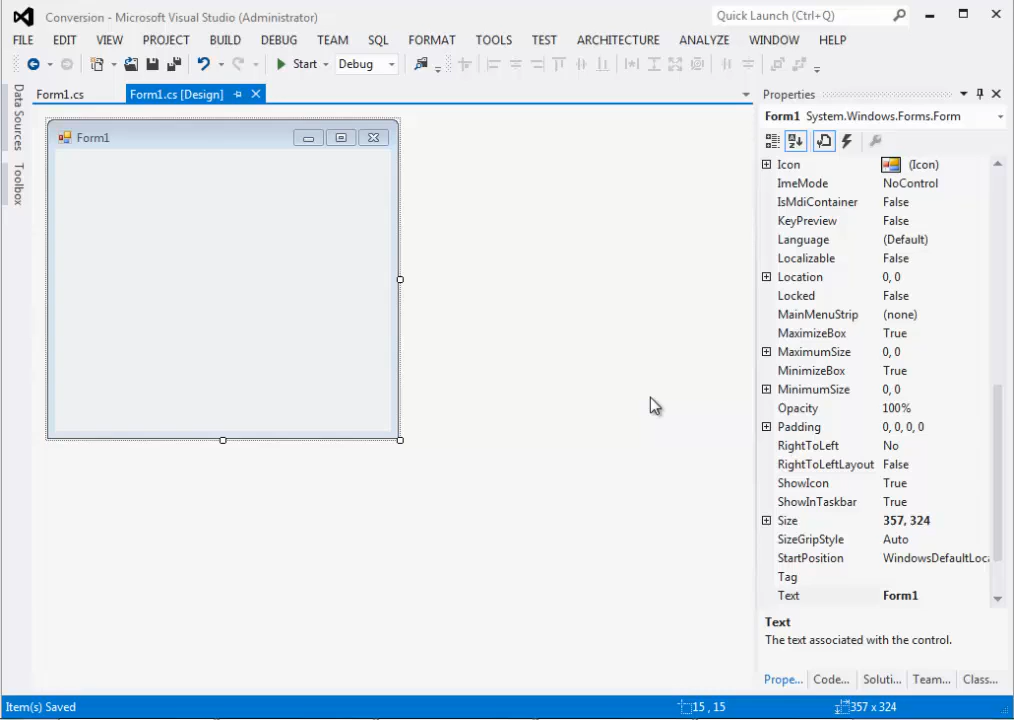 Conversion - Microsoft Visual Studio (Administrator)
Quick Launch (Ctrl+Q)
FILE EDIT VIEW PROJECT BUILD DEBUG TEAM SQL FORMAT TOOLS TEST ARCHITECTURE ANALYZE WINDOW HELP
Start Debug
Data Sources
Toolbox
Form1.cs Form1.cs [Design]
Form1
Properties
Form1 System.Windows.Forms.Form
Icon (Icon)
ImeMode NoControl
IsMdiContainer False
KeyPreview False
Language (Default)
Localizable False
Location 0, 0
Locked False
MainMenuStrip (none)
MaximizeBox True
MaximumSize 0, 0
MinimizeBox True
MinimumSize 0, 0
Opacity 100%
Padding 0, 0, 0, 0
RightToLeft No
RightToLeftLayout False
ShowIcon True
ShowInTaskbar True
Size 357, 324
SizeGripStyle Auto
StartPosition WindowsDefaultLoca
Tag
Text Form1
Text
The text associated with the control.
Prope... Code... Soluti... Team... Class...
Item(s) Saved 15 , 15 357 x 324